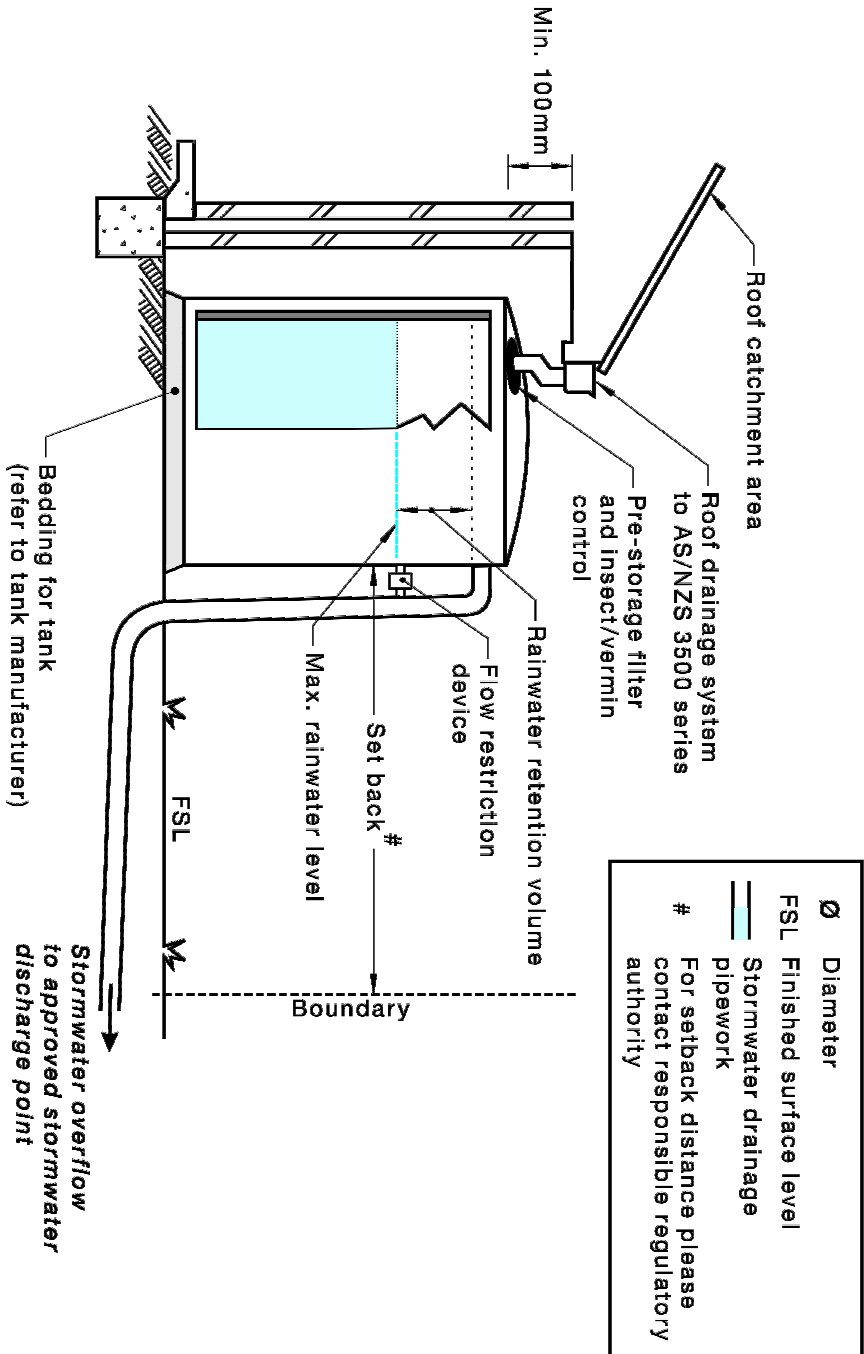 Min. 100mm
Roof catchment area
Roof drainage system
to AS/NZS 3500 series
Pre-storage filter
and insect/vermin
control
Rainwater retention volume
Flow restriction
device
Set back#
Max. rainwater level
FSL
Bedding for tank
(refer to tank manufacturer)
Boundary
Stormwater overflow
to approved stormwater
discharge point
Ø Diameter
FSL Finished surface level
Stormwater drainage
pipework
# For setback distance please
contact responsible regulatory
authority